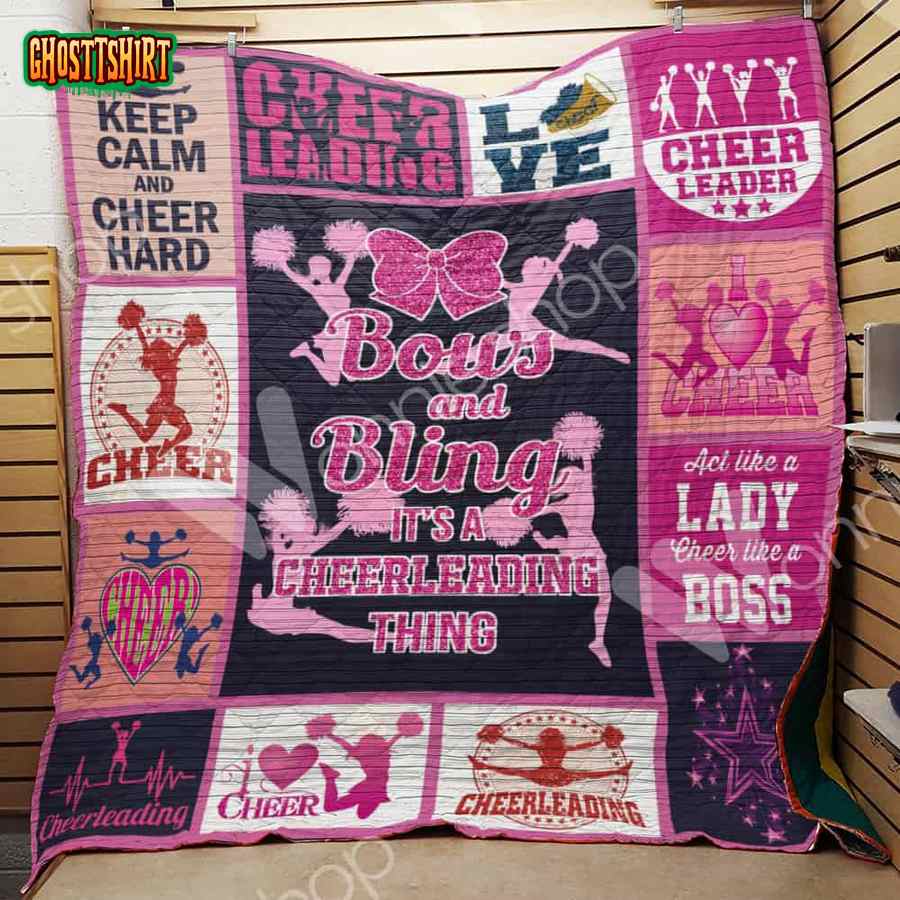 GHOSTTSHIRT
KEEP
CALM
AND
CHEER
HARD
CHEER
LEADING
LOVE
CHEER
LEADER
CHEER
Bows
and
Bling
IT'S A
CHEERLEADING
THING
CHEER
Act like a
LADY
Cheer like a
BOSS
CHEER
Cheerleading
I
CHEER
CHEERLEADING